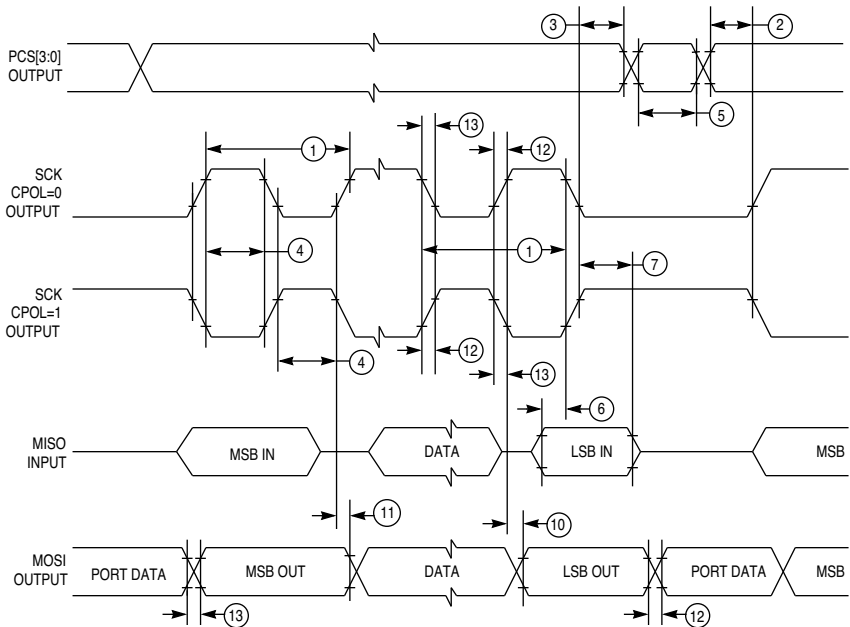 3
2
PCS[3:0]
OUTPUT
5
13
12
1
SCK
CPOL=0
OUTPUT
4
1
7
SCK
CPOL=1
OUTPUT
4
12
13
6
MISO
INPUT
MSB IN
DATA
LSB IN
MSB
11
10
MOSI
OUTPUT
PORT DATA
MSB OUT
DATA
LSB OUT
PORT DATA
MSB
13
12